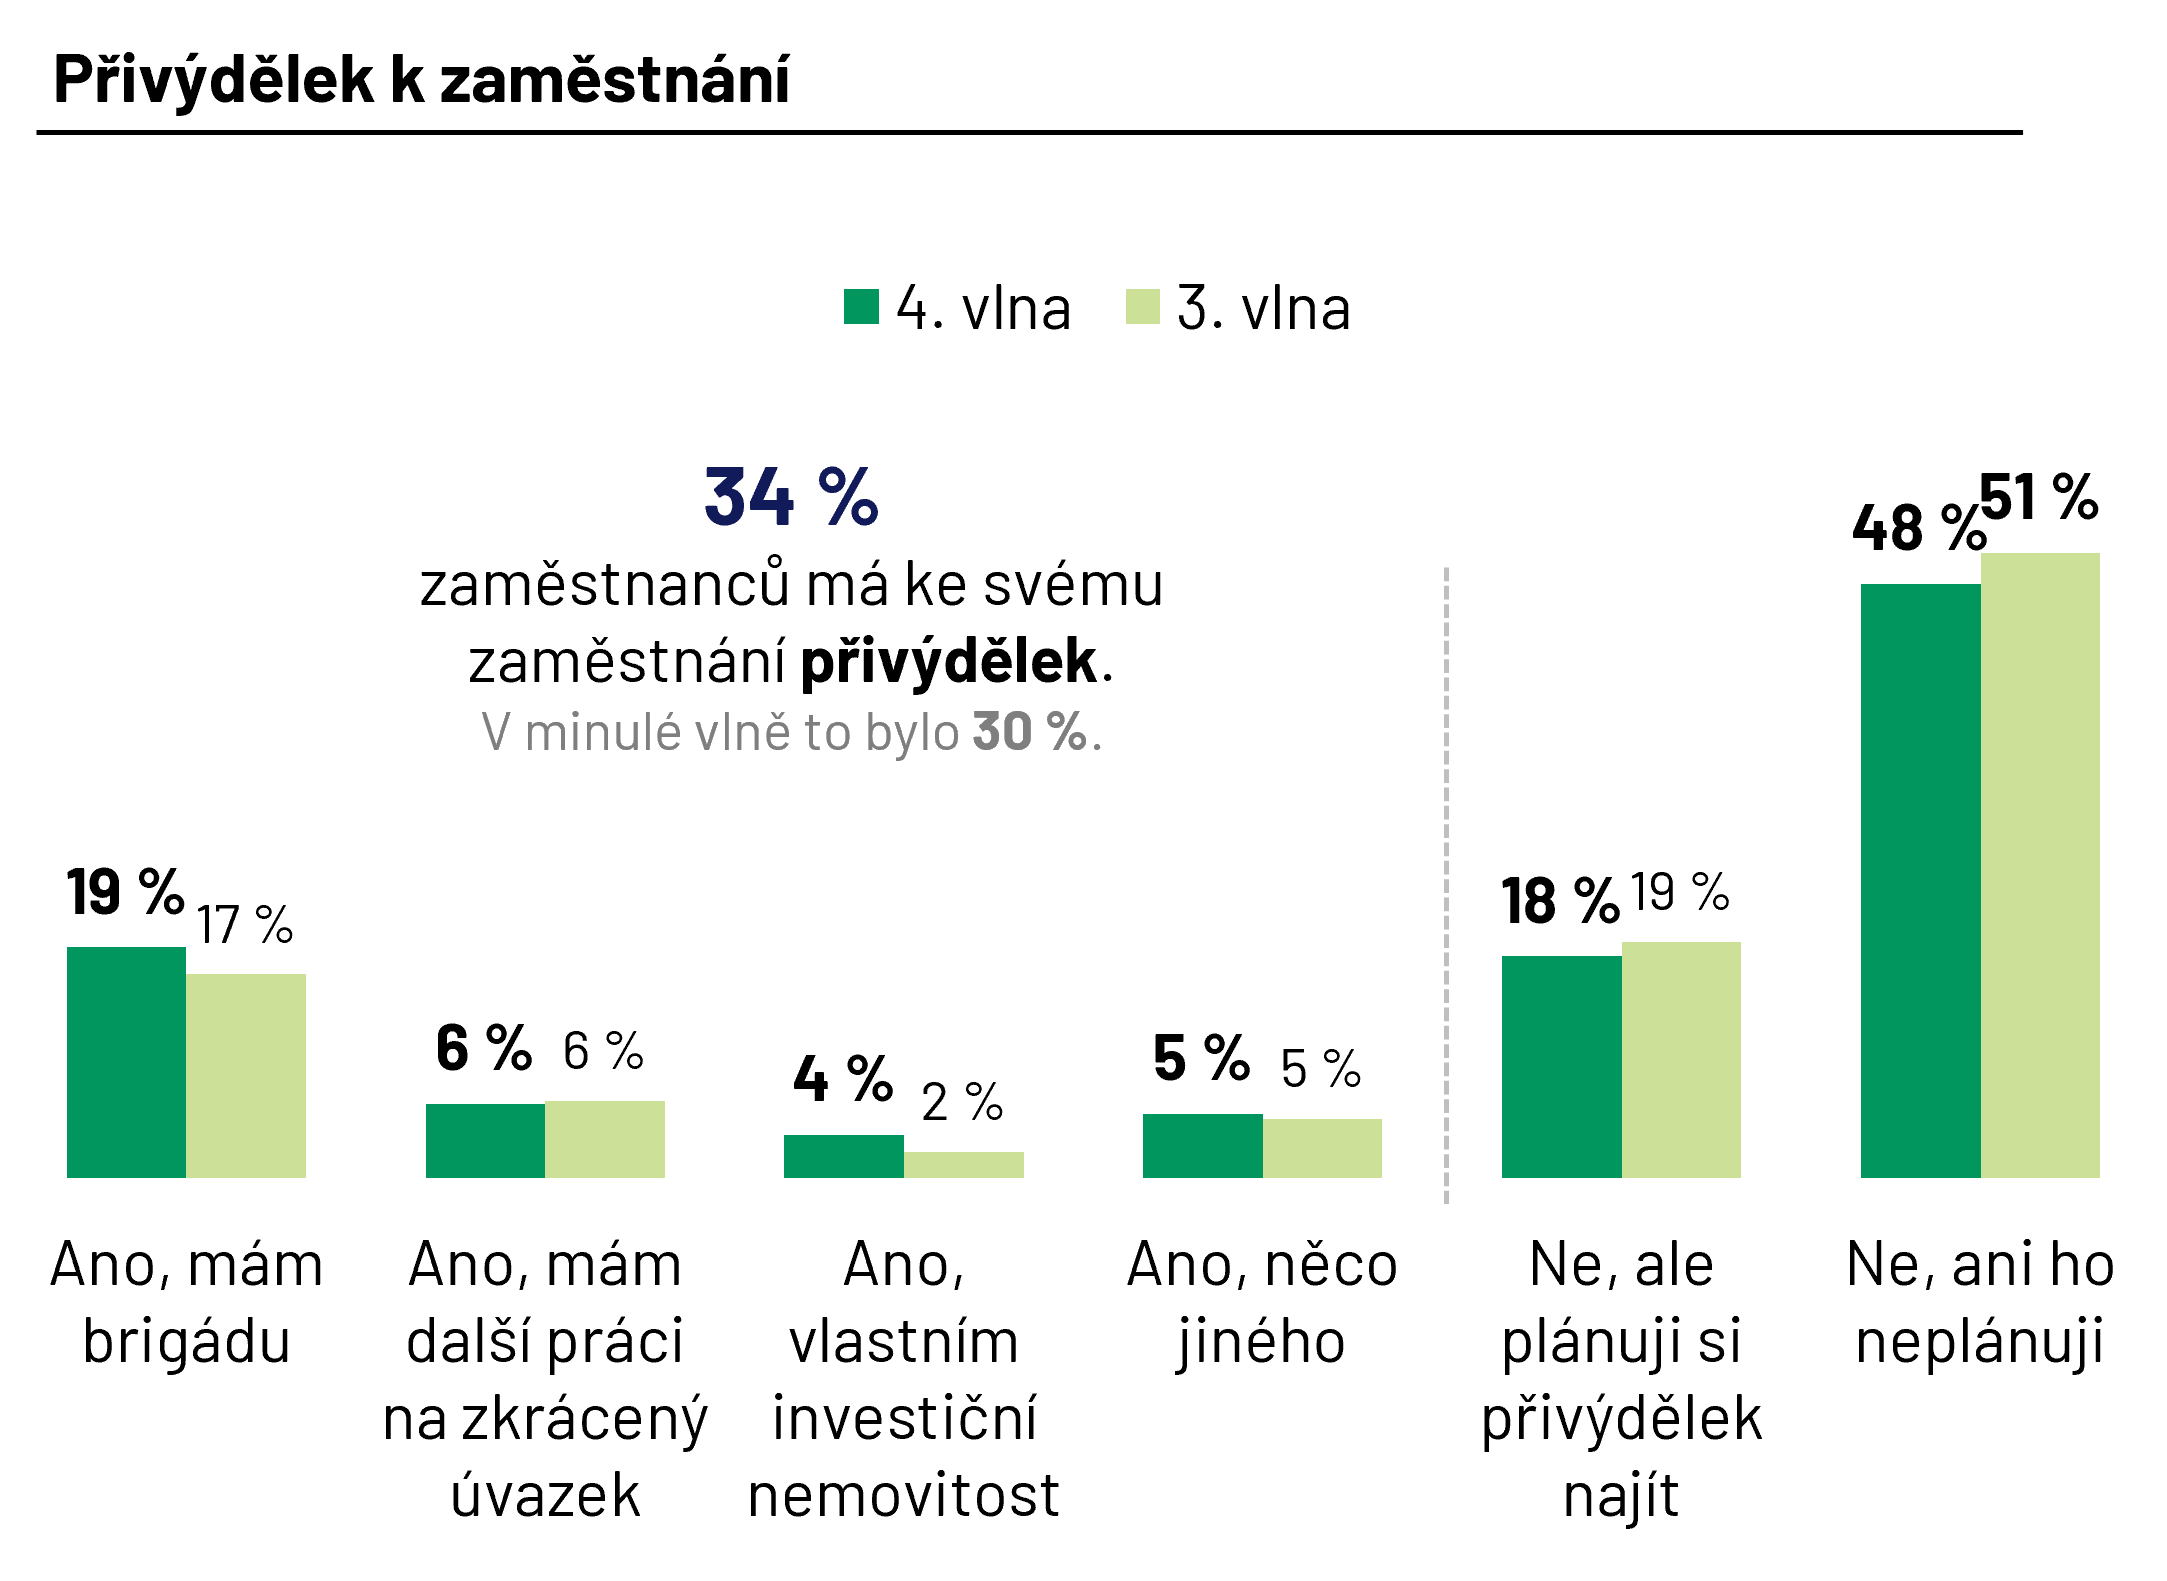 Přivýdělek k zaměstnání
4. vlna
3. vlna
34 %
zaměstnanců má ke svému
zaměstnání přivýdělek.
V minulé vlně to bylo 30 %.
19 %
17 %
6 %
6 %
4 %
2 %
5 %
5 %
18 %
19 %
48 %
51 %
Ano, mám
brigádu
Ano, mám
další práci
na zkrácený
úvazek
Ano,
vlastním
investiční
nemovitost
Ano, něco
jiného
Ne, ale
plánuji si
přivýdělek
najít
Ne, ani ho
neplánuji